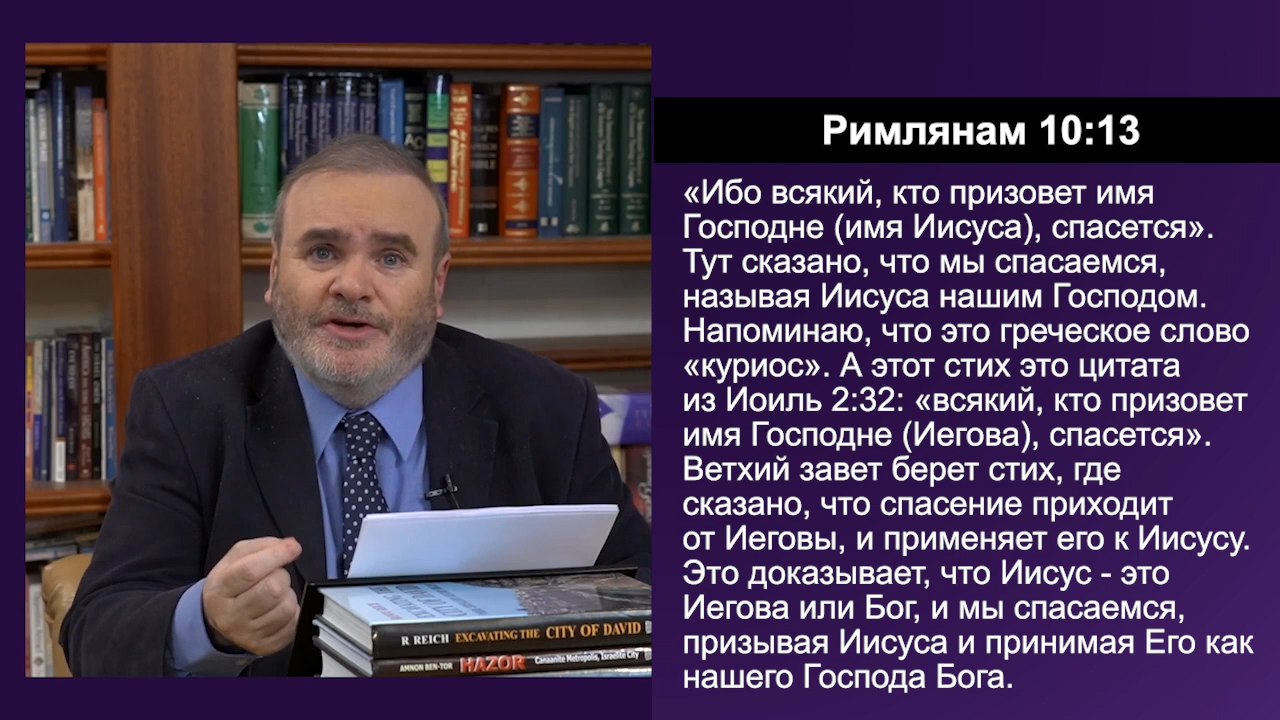 Римлянам 10:13
«Ибо всякий, кто призовет имя
Господне (имя Иисуса), спасется».
Тут сказано, что мы спасаемся,
называя Иисуса нашим Господом.
Напоминаю, что это греческое слово
«куриос». А этот стих это цитата
из Иоиль 2:32: «всякий, кто призовет
имя Господне (Иегова), спасется».
Ветхий завет берет стих, где
сказано, что спасение приходит
от Иеговы, и применяет его к Иисусу.
Это доказывает, что Иисус - это
Иегова или Бог, и мы спасаемся,
призывая Иисуса и принимая Его как
нашего Господа Бога.
R REICH EXCAVATING THE CITY OF DAVID
AMNON BEN-TOR HAZOR Canaanite Metropolis, Israelite City